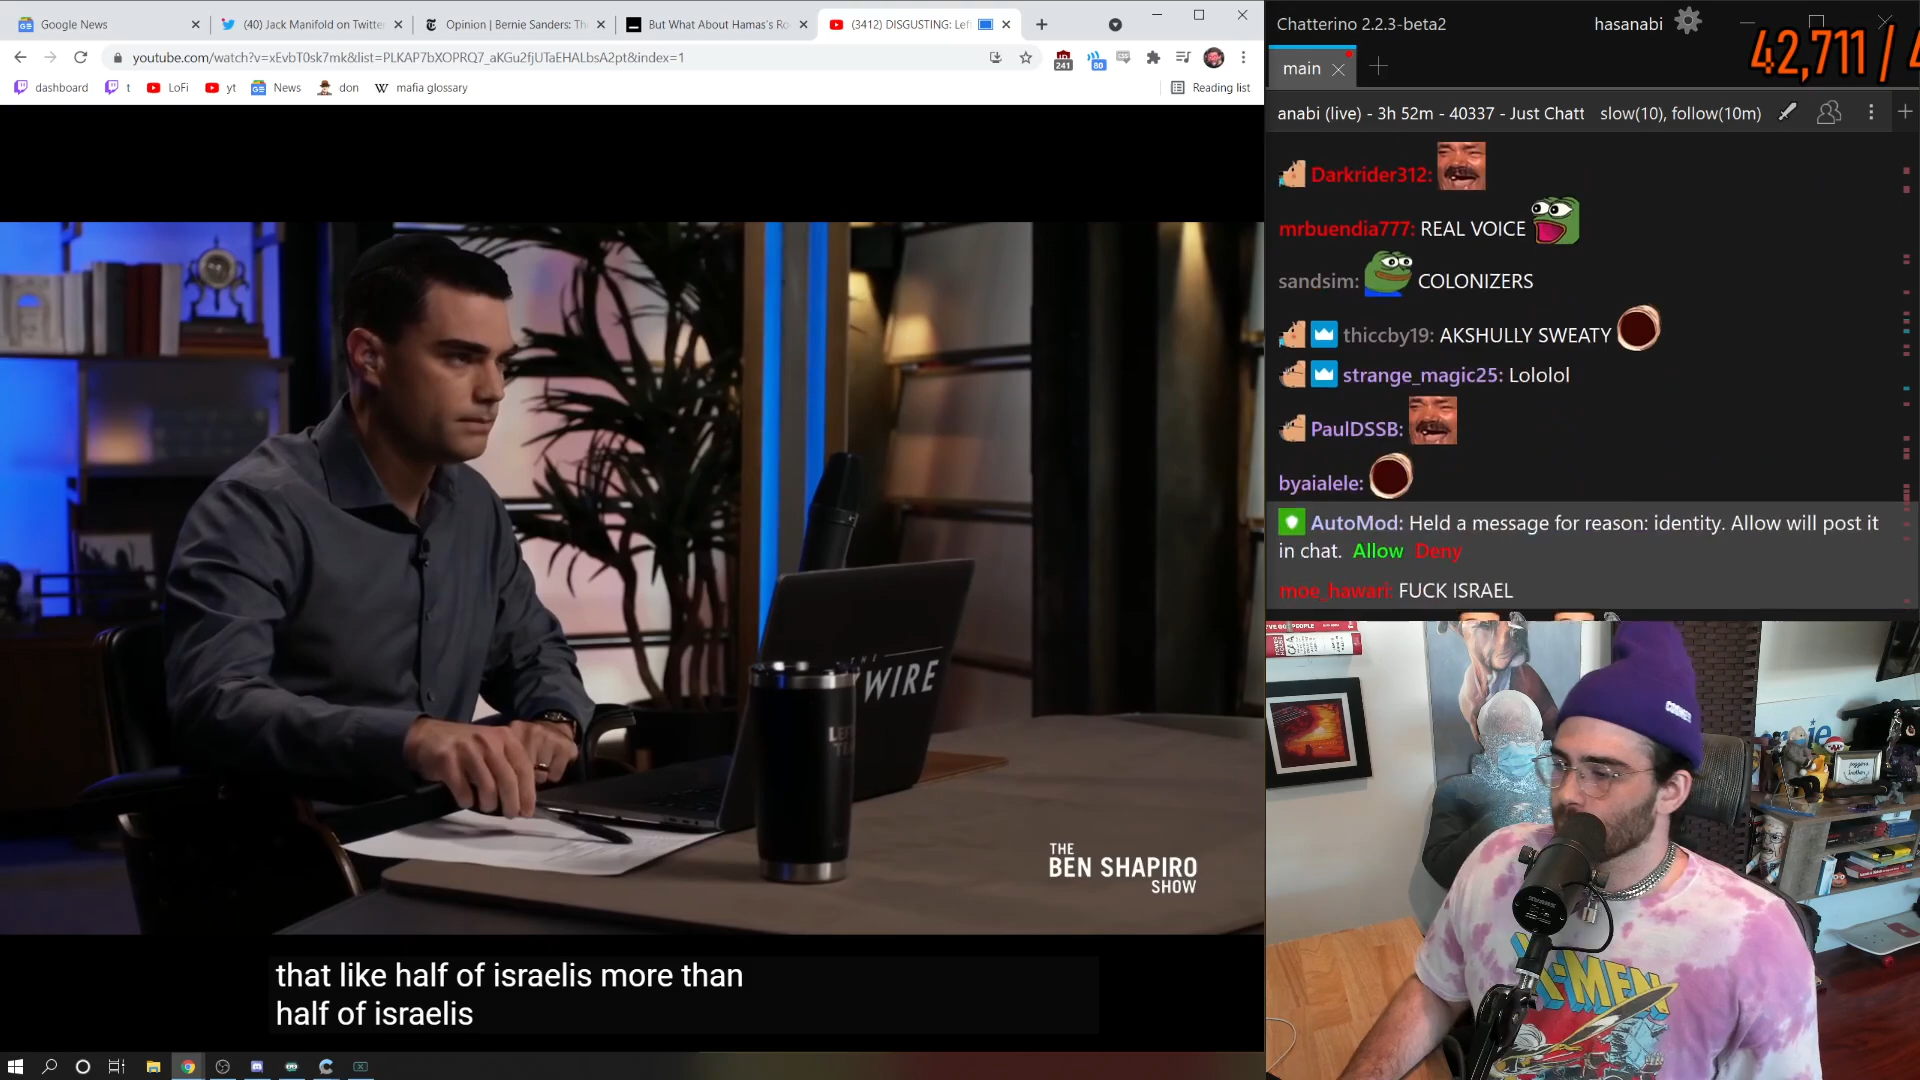 Google News
(40) Jack Manifold on Twitter
Opinion | Bernie Sanders: Th
But What About Hamas's Ro
(3412) DISGUSTING: Left
youtube.com/watch?v=xEvbT0sk7mk&list=PLKAP7bXOPRQ7_aKGu2fjUTaEHALbsA2pt&index=1
241
80
dashboard
t
LoFi
yt
News
don
W
mafia glossary
Reading list
THE
WIRE
THE
BEN SHAPIRO
SHOW
that like half of israelis more than
half of israelis
Chatterino 2.2.3-beta2
hasanabi
42,711 / 4
main
anabi (live) - 3h 52m - 40337 - Just Chatt
slow(10), follow(10m)
Darkrider312:
mrbuendia777: REAL VOICE
sandsim: COLONIZERS
thiccby19: AKSHULLY SWEATY
strange_magic25: Lololol
PaulDSSB:
byaialele:
AutoMod: Held a message for reason: identity. Allow will post it
in chat. Allow Deny
moe_hawari: FUCK ISRAEL
X-MEN